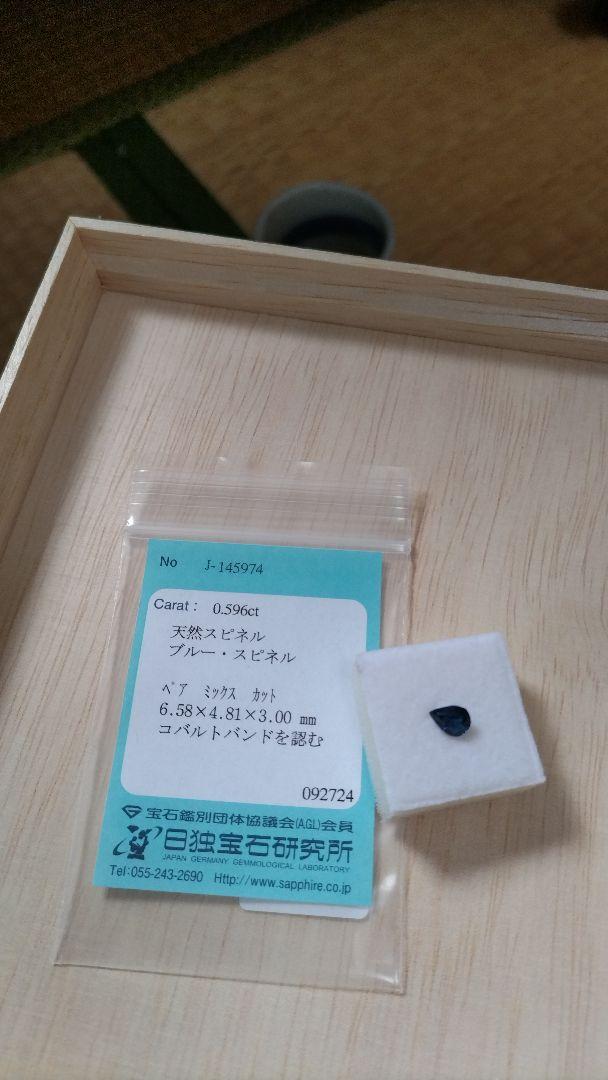 No J-145974
Carat： 0.596ct
天然スピネル
ブルー・スピネル
ﾍﾟｱ ﾐｯｸｽ ｶｯﾄ
6.58×4.81×3.00 mm
コバルトバンドを認む
092724
宝石鑑別団体協議会(AGL)会員
日独宝石研究所
JAPAN GERMANY GEMMOLOGICAL LABORATORY
Tel:055-243-2690 Http://www.sapphire.co.jp